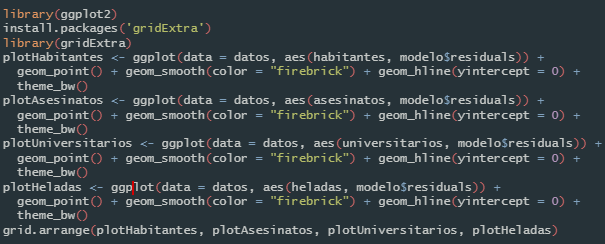 library(ggplot2)
install.packages('gridExtra')
library(gridExtra)
plotHabitantes <- ggplot(data = datos, aes(habitantes, modelo$residuals)) +
  geom_point() + geom_smooth(color = "firebrick") + geom_hline(yintercept = 0) +
  theme_bw()
plotAsesinatos <- ggplot(data = datos, aes(asesinatos, modelo$residuals)) +
  geom_point() + geom_smooth(color = "firebrick") + geom_hline(yintercept = 0) +
  theme_bw()
plotUniversitarios <- ggplot(data = datos, aes(universitarios, modelo$residuals)) +
  geom_point() + geom_smooth(color = "firebrick") + geom_hline(yintercept = 0) +
  theme_bw()
plotHeladas <- ggplot(data = datos, aes(heladas, modelo$residuals)) +
  geom_point() + geom_smooth(color = "firebrick") + geom_hline(yintercept = 0) +
  theme_bw()
grid.arrange(plotHabitantes, plotAsesinatos, plotUniversitarios, plotHeladas)